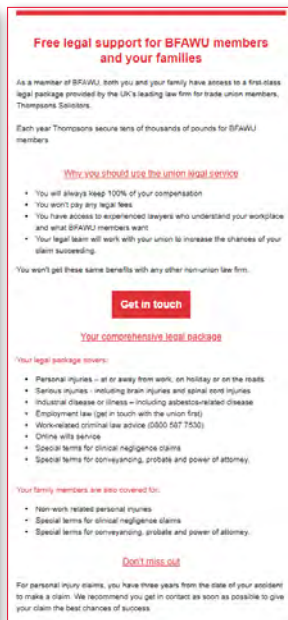 Free legal support for BFAWU members
and your families
As a member of BFAWU, both you and your family have access to a first-class
legal package provided by the UK's leading law firm for trade union members,
Thompsons Solicitors.
Each year Thompsons secure tens of thousands of pounds for BFAWU
members
Why you should use the union legal service
• You will always keep 100% of your compensation
• You won't pay any legal fees
• You have access to experienced lawyers who understand your workplace
and what BFAWU members want
• Your legal team will work with your union to increase the chances of your
claim succeeding.
You won't get these same benefits with any other non-union law firm.
Get in touch
Your comprehensive legal package
Your legal package covers:
• Personal injuries – at or away from work, on holiday or on the roads
• Serious injuries - including brain injuries and spinal cord injuries
• Industrial disease or illness – including asbestos-related disease
• Employment law (get in touch with the union first)
• Work-related criminal law advice (0800 587 7530)
• Online wills service
• Special terms for clinical negligence claims
• Special terms for conveyancing, probate and power of attorney.
Your family members are also covered for:
• Non-work related personal injuries
• Special terms for clinical negligence claims
• Special terms for conveyancing, probate and power of attorney.
Don't miss out
For personal injury claims, you have three years from the date of your accident
to make a claim. We recommend you get in contact as soon as possible to give
your claim the best chances of success